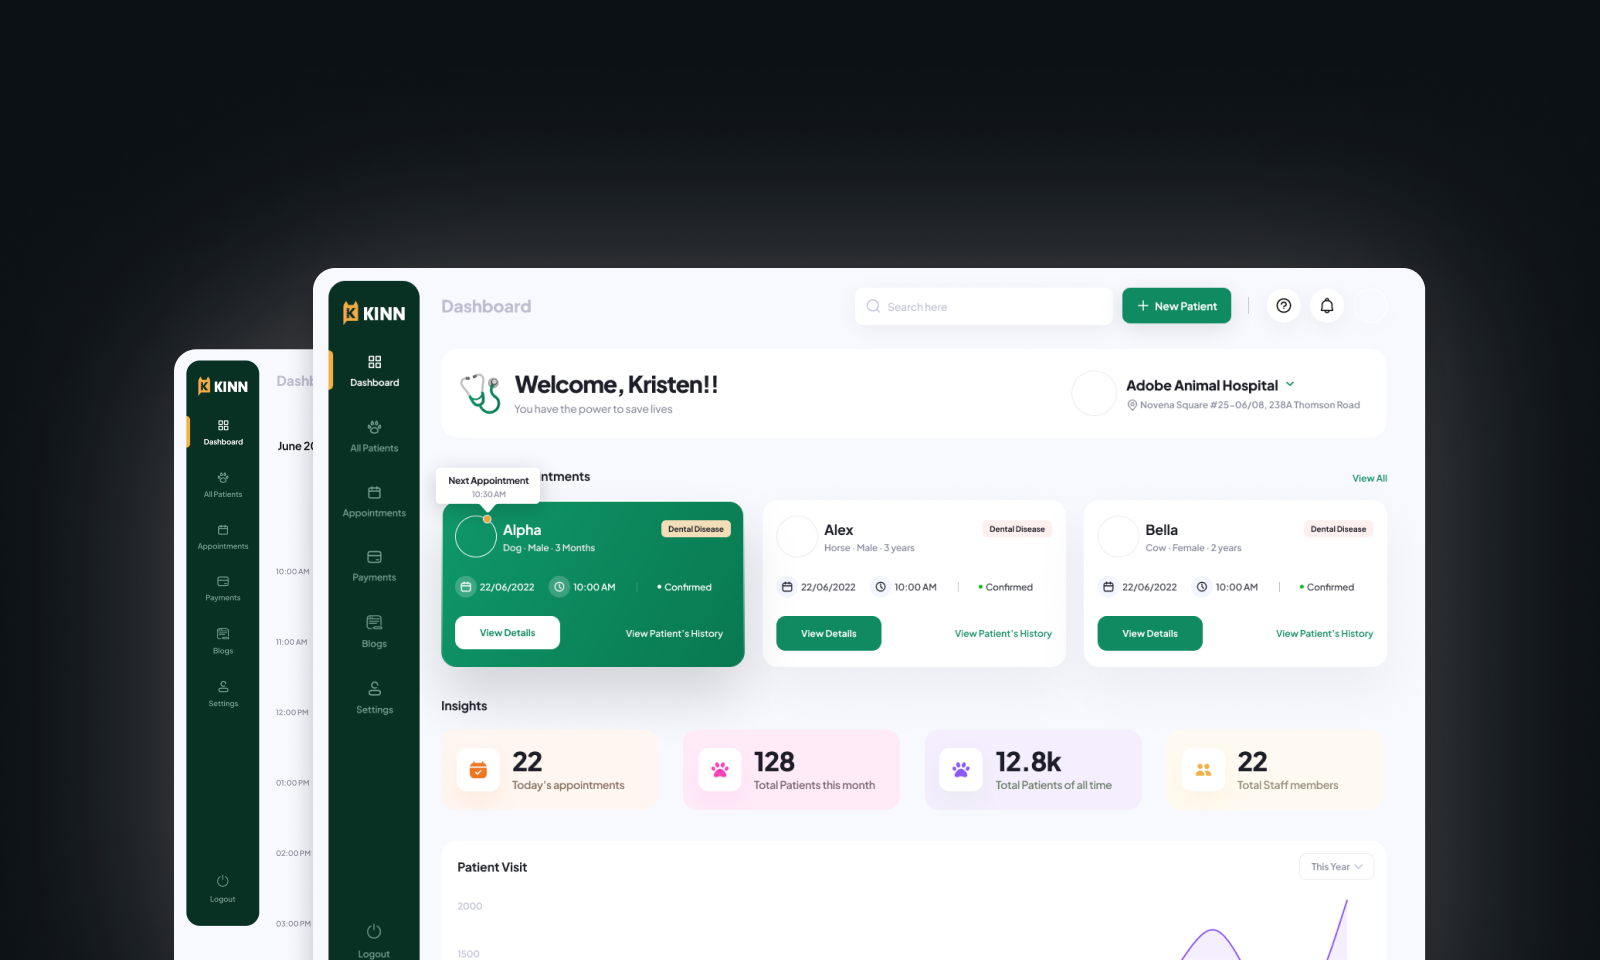 KINN
Dashboard
All Patients
Appointments
Payments
Blogs
Settings
Logout
Dashboard
Search here
New Patient
Welcome, Kristen!!
You have the power to save lives
Adobe Animal Hospital
Novena Square #25-06/08, 238A Thomson Road
Next Appointment
10:30 AM
ntments
View All
Alpha
Dental Disease
Dog · Male · 3 Months
22/06/2022
10:00 AM
• Confirmed
View Details
View Patient's History
Alex
Dental Disease
Horse · Male · 3 years
22/06/2022
10:00 AM
• Confirmed
View Details
View Patient's History
Bella
Dental Disease
Cow · Female · 2 years
22/06/2022
10:00 AM
• Confirmed
View Details
View Patient's History
Insights
22
Today's appointments
128
Total Patients this month
12.8k
Total Patients of all time
22
Total Staff members
Patient Visit
This Year
2000
1500
KINN
Dashboard
All Patients
Appointments
Payments
Blogs
Settings
Logout
Dashb
June 20
10:00 AM
11:00 AM
12:00 PM
01:00 PM
02:00 PM
03:00 PM